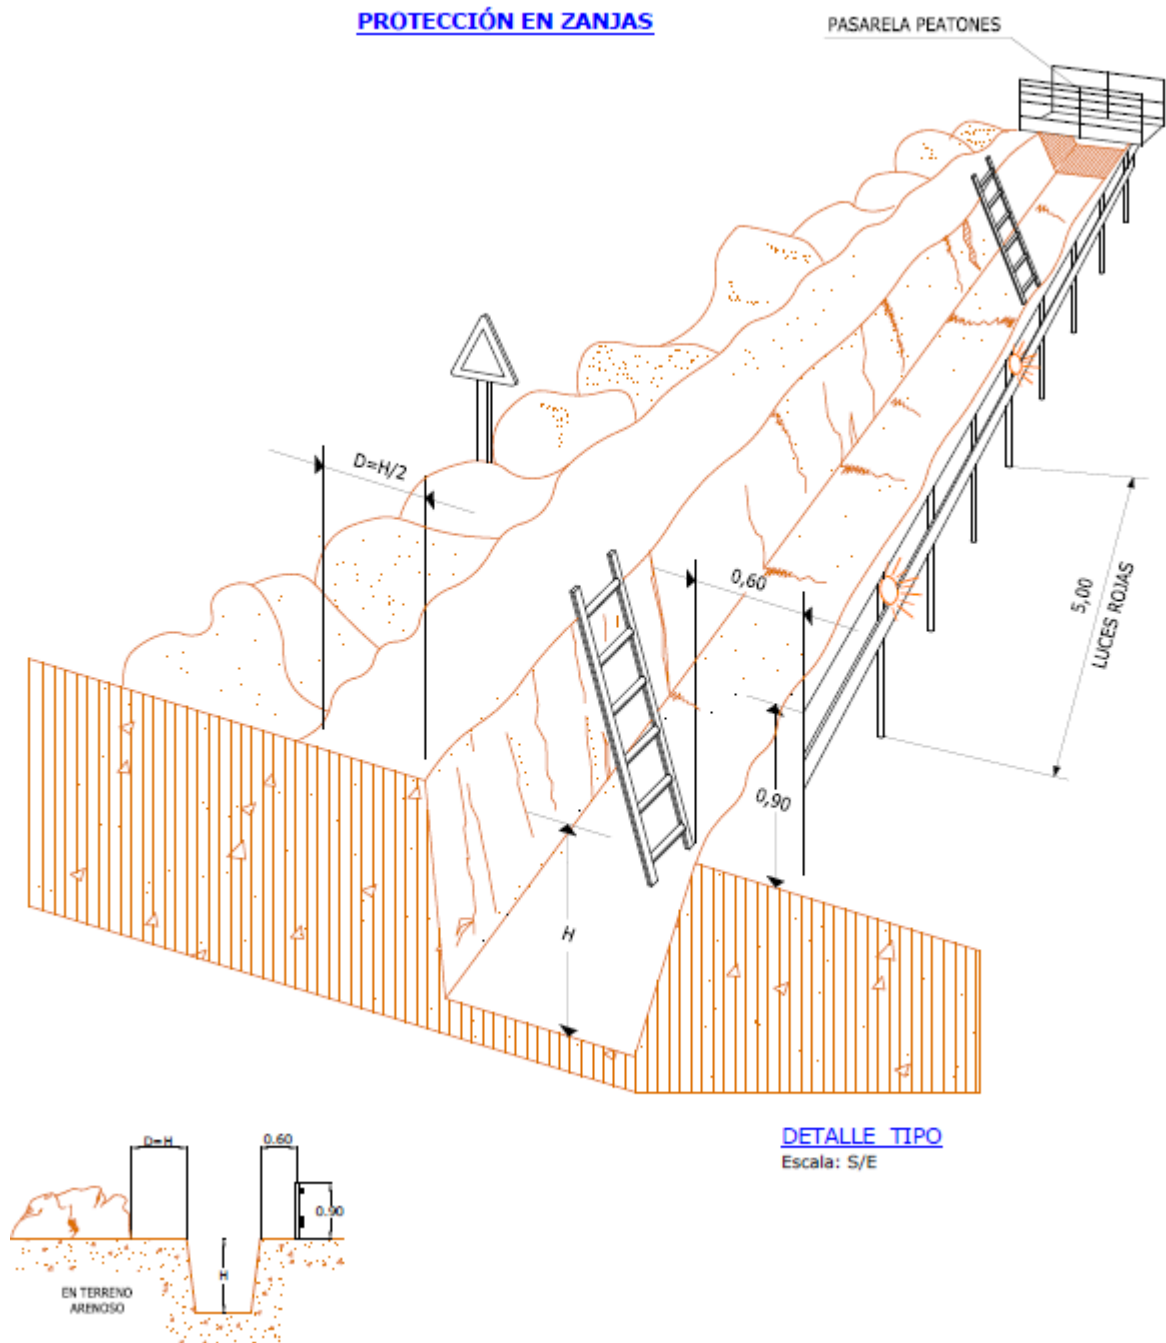 PROTECCIÓN EN ZANJAS
PASARELA PEATONES
D=H/2
0,60
5,00
LUCES ROJAS
0,90
H
DETALLE TIPO
Escala: S/E
D=H
0.60
0.90
H
EN TERRENO
ARENOSO